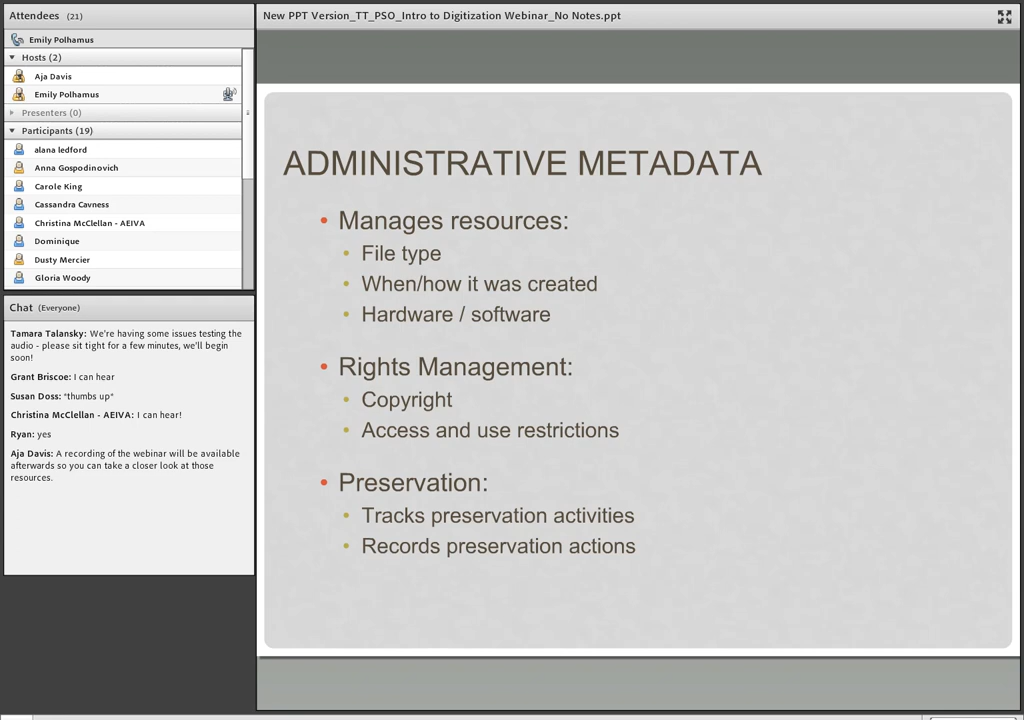 Attendees (21)
Emily Polhamus
Hosts (2)
Aja Davis
Emily Polhamus
Presenters (0)
Participants (19)
alana ledford
Anna Gospodinovich
Carole King
Cassandra Cavness
Christina McClellan - AEIVA
Dominique
Dusty Mercier
Gloria Woody
Chat (Everyone)
Tamara Talansky: We're having some issues testing the
audio - please sit tight for a few minutes, we'll begin
soon!
Grant Briscoe: I can hear
Susan Doss: *thumbs up*
Christina McClellan - AEIVA: I can hear!
Ryan: yes
Aja Davis: A recording of the webinar will be available
afterwards so you can take a closer look at those
resources.
New PPT Version_TT_PSO_Intro to Digitization Webinar_No Notes.ppt
ADMINISTRATIVE METADATA
• Manages resources:
• File type
• When/how it was created
• Hardware / software
• Rights Management:
• Copyright
• Access and use restrictions
• Preservation:
• Tracks preservation activities
• Records preservation actions